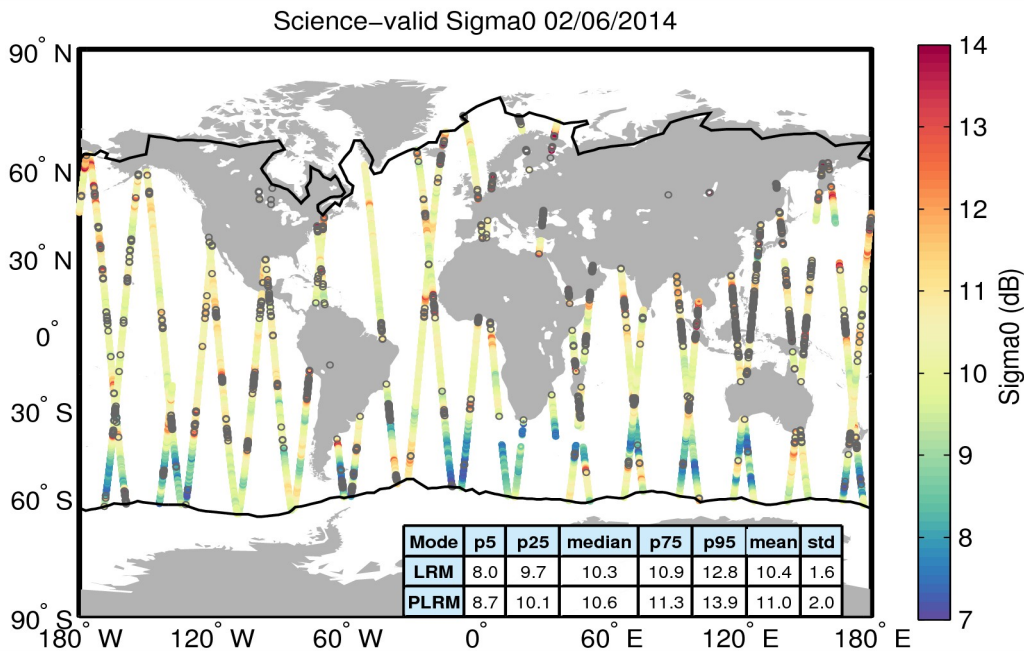 Science−valid Sigma0 02/06/2014
90° N
60° N
30° N
0°
30° S
60° S
90° S
180° W
120° W
60° W
0°
60° E
120° E
180° E
Mode p5 p25 median p75 p95 mean std
LRM 8.0 9.7 10.3 10.9 12.8 10.4 1.6
PLRM 8.7 10.1 10.6 11.3 13.9 11.0 2.0
14
13
12
11
10
9
8
7
Sigma0 (dB)